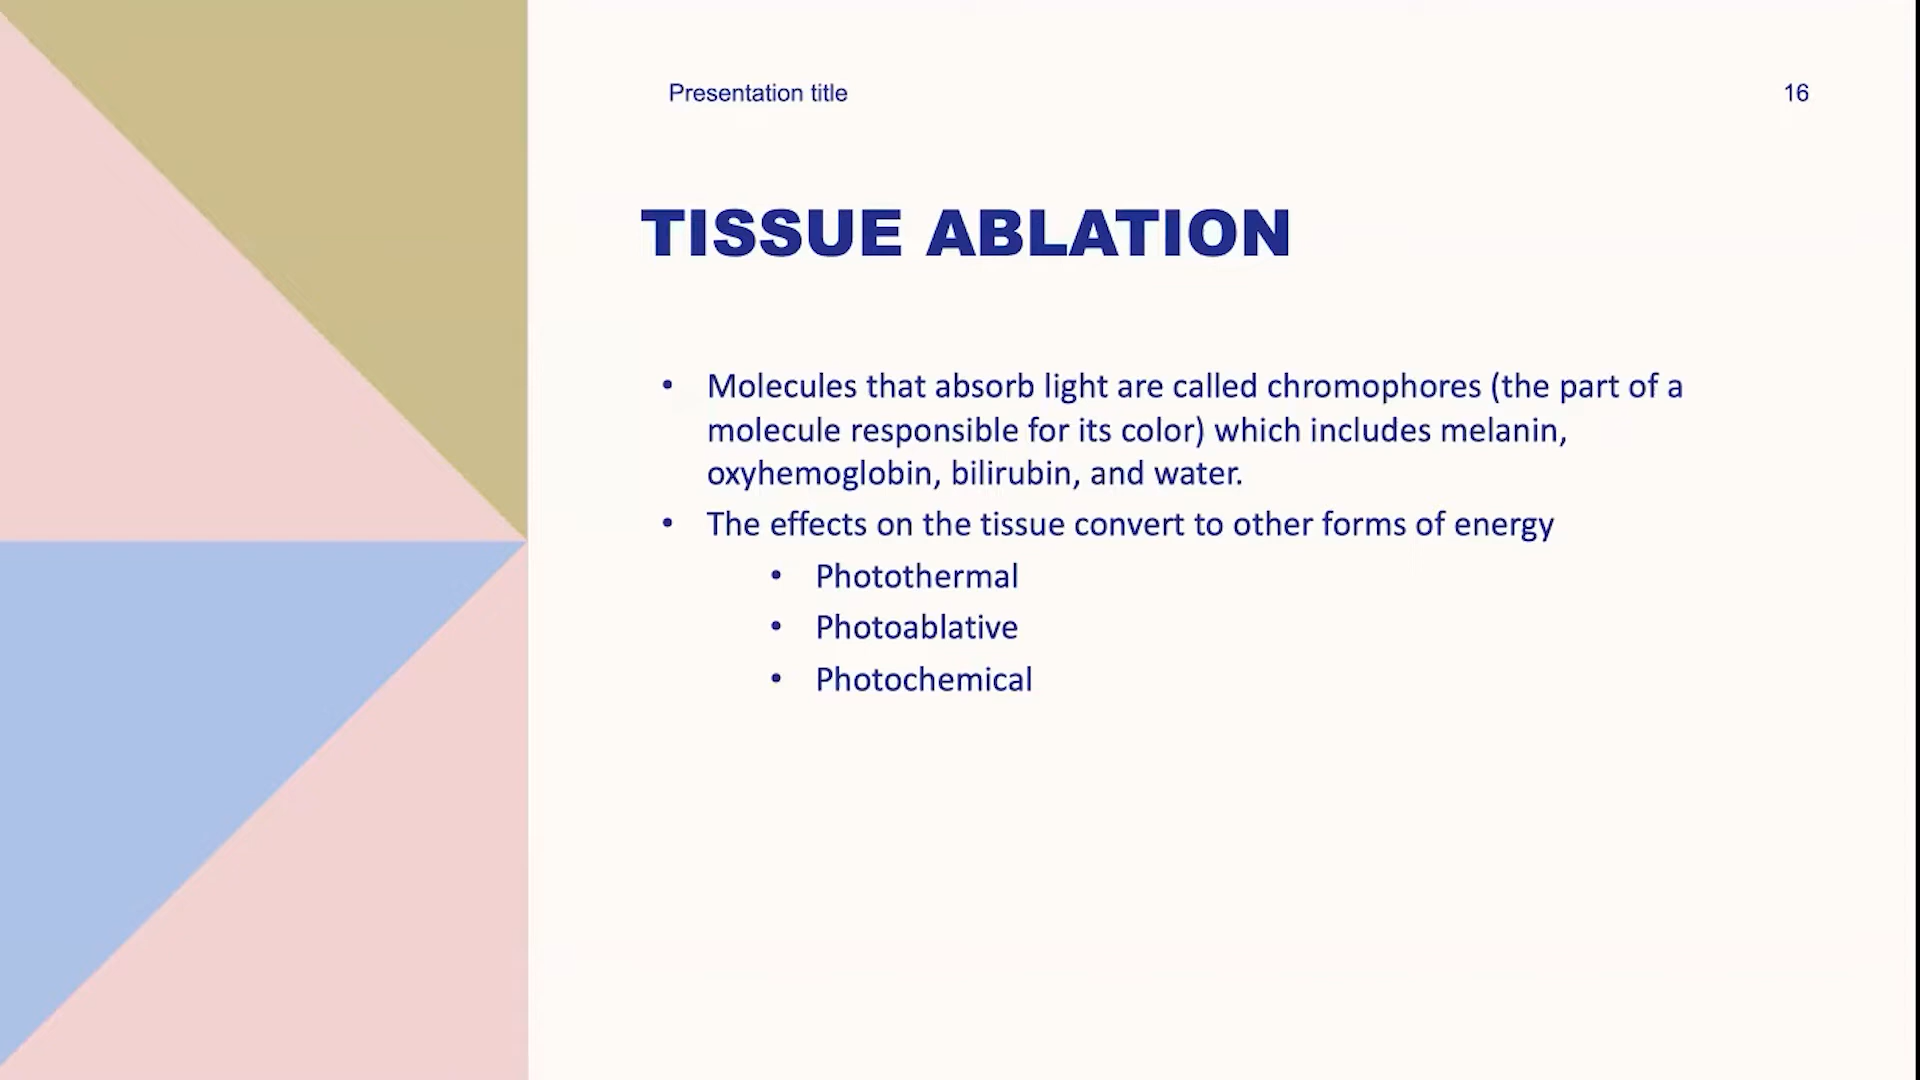 Presentation title
16
TISSUE ABLATION
• Molecules that absorb light are called chromophores (the part of a
molecule responsible for its color) which includes melanin,
oxyhemoglobin, bilirubin, and water.
• The effects on the tissue convert to other forms of energy
• Photothermal
• Photoablative
• Photochemical